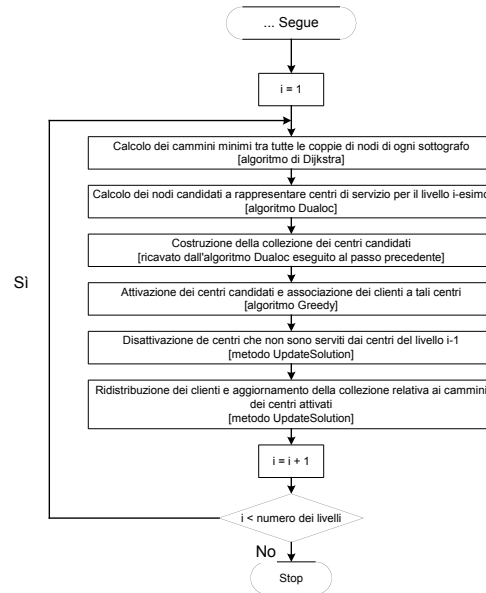 ... Segue
i = 1
Calcolo dei cammini minimi tra tutte le coppie di nodi di ogni sottografo
[algoritmo di Dijkstra]
Calcolo dei nodi candidati a rappresentare centri di servizio per il livello i-esimo
[algoritmo Dualoc]
Costruzione della collezione dei centri candidati
[ricavato dall'algoritmo Dualoc eseguito al passo precedente]
Sì
Attivazione dei centri candidati e associazione dei clienti a tali centri
[algoritmo Greedy]
Disattivazione de centri che non sono serviti dai centri del livello i-1
[metodo UpdateSolution]
Ridistribuzione dei clienti e aggiornamento della collezione relativa ai cammini
dei centri attivati
[metodo UpdateSolution]
i = i + 1
i < numero dei livelli
No
Stop